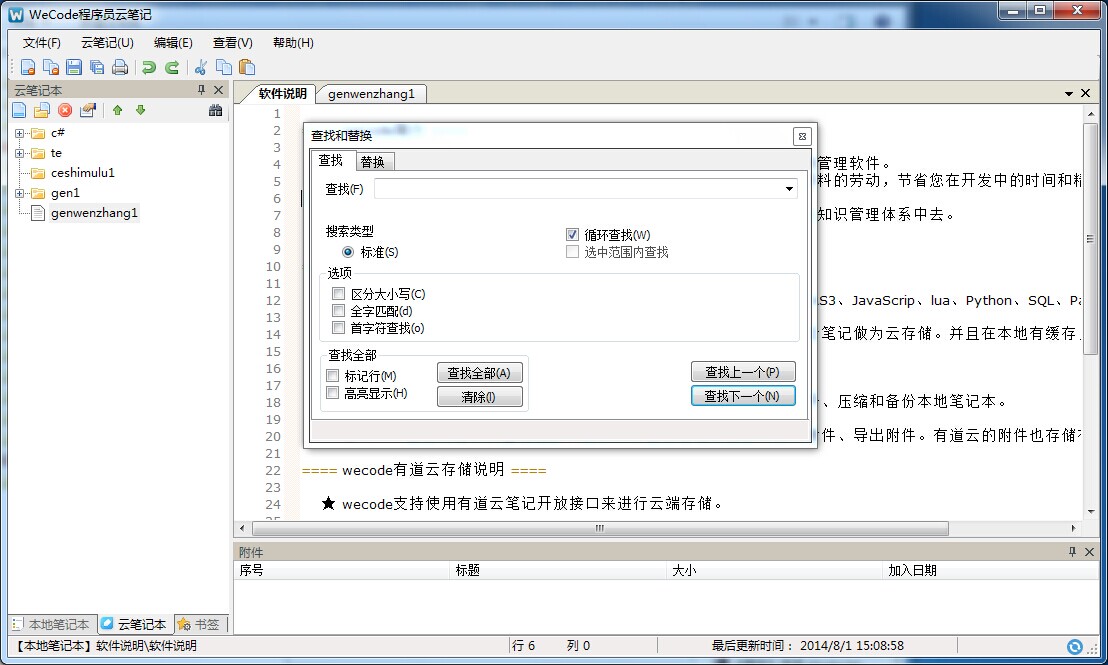 WeCode程序员云笔记
文件(F) 云笔记(U) 编辑(E) 查看(V) 帮助(H)
云笔记本
软件说明 genwenzhang1
c#
te
ceshimulu1
gen1
genwenzhang1
1
2
3
4
5
6
7
8
9
10
11
12
13
14
15
16
17
18
19
20
21
22
23
24
管理软件。
料的劳动，节省您在开发中的时间和精
知识管理体系中去。
S3、JavaScrip、lua、Python、SQL、Pa
笔记做为云存储。并且在本地有缓存
、压缩和备份本地笔记本。
件、导出附件。有道云的附件也存储
==== wecode有道云存储说明 ====
★ wecode支持使用有道云笔记开放接口来进行云端存储。
查找和替换
查找 替换
查找(F)
搜索类型
标准(S)
循环查找(W)
选中范围内查找
选项
区分大小写(C)
全字匹配(d)
首字符查找(o)
查找全部
标记行(M)
高亮显示(H)
查找全部(A)
清除(I)
查找上一个(P)
查找下一个(N)
附件
序号 标题 大小 加入日期
本地笔记本 云笔记本 书签
【本地笔记本】软件说明\软件说明 行 6 列 0 最后更新时间： 2014/8/1 15:08:58